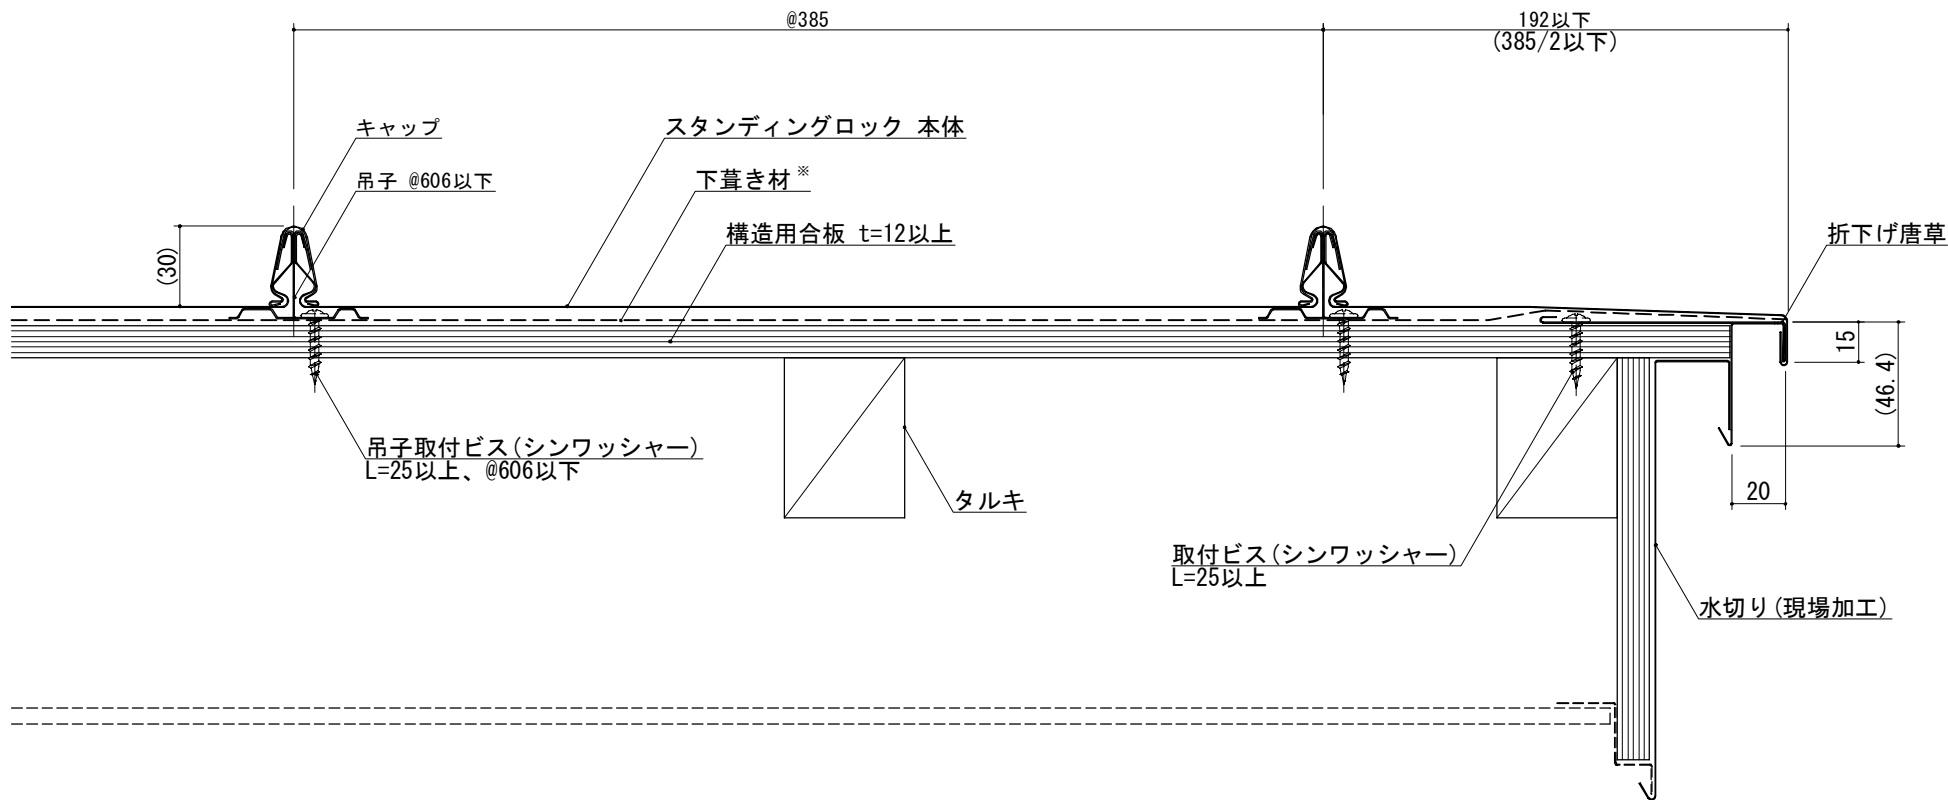 @385
192以下
(385/2以下)
キャップ
スタンディングロック 本体
吊子 @606以下
下葺き材※
構造用合板 t=12以上
折下げ唐草
(30)
15
(46.4)
吊子取付ビス(シンワッシャー)
L=25以上、@606以下
タルキ
20
取付ビス(シンワッシャー)
L=25以上
水切り(現場加工)